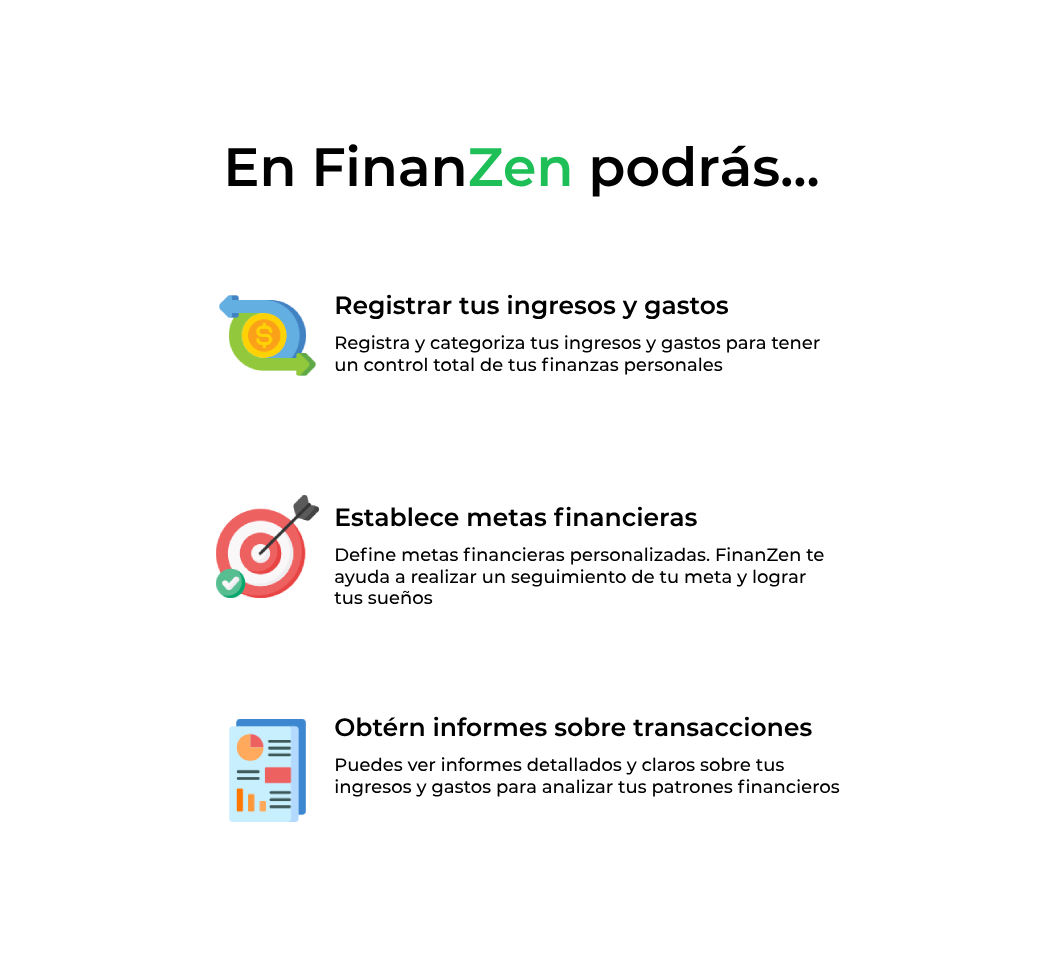 En FinanZen podrás...
Registrar tus ingresos y gastos
Registra y categoriza tus ingresos y gastos para tener
un control total de tus finanzas personales
Establece metas financieras
Define metas financieras personalizadas. FinanZen te
ayuda a realizar un seguimiento de tu meta y lograr
tus sueños
Obtérn informes sobre transacciones
Puedes ver informes detallados y claros sobre tus
ingresos y gastos para analizar tus patrones financieros